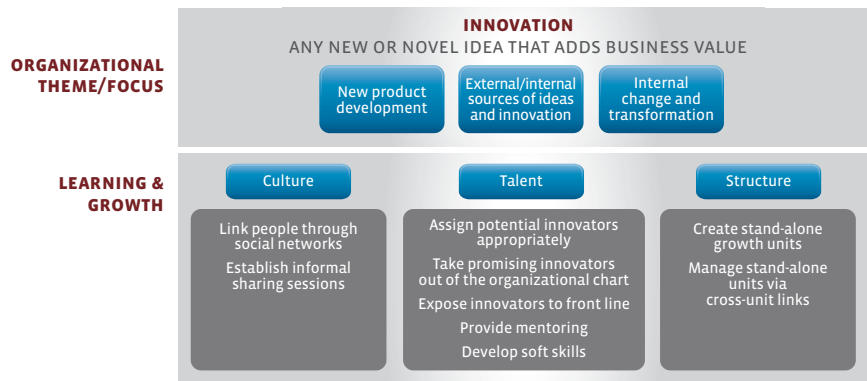 INNOVATION
ANY NEW OR NOVEL IDEA THAT ADDS BUSINESS VALUE
ORGANIZATIONAL
THEME/FOCUS
New product
development
External/internal
sources of ideas
and innovation
Internal
change and
transformation
LEARNING &
GROWTH
Culture
Link people through
social networks
Establish informal
sharing sessions
Talent
Assign potential innovators
appropriately
Take promising innovators
out of the organizational chart
Expose innovators to front line
Provide mentoring
Develop soft skills
Structure
Create stand-alone
growth units
Manage stand-alone
units via
cross-unit links